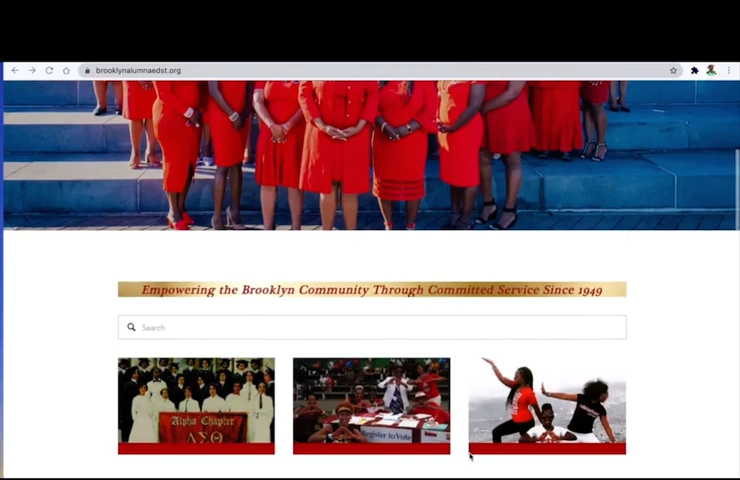 brooklynalumnaedst.org
Empowering the Brooklyn Community Through Committed Service Since 1949
Search
Alpha Chapter
ΔΣΘ
Register to Vote